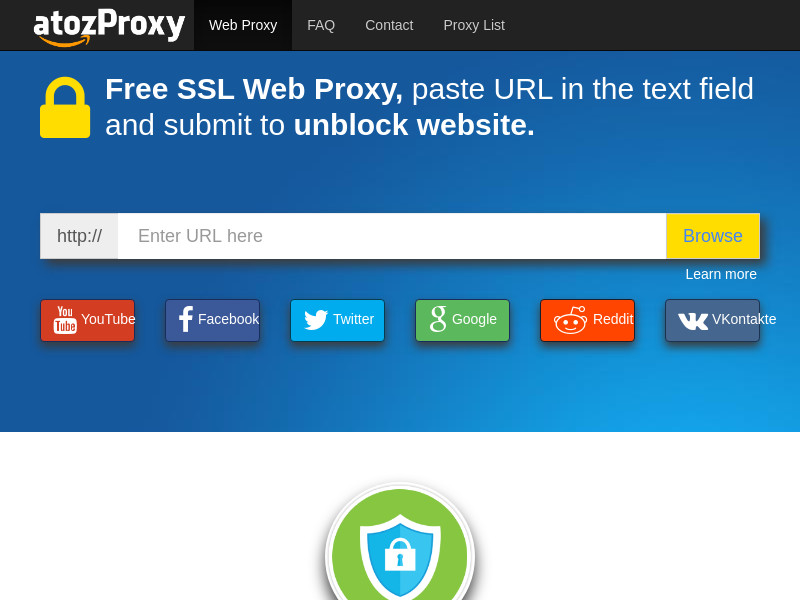 atozProxy Web Proxy FAQ Contact Proxy List
Free SSL Web Proxy, paste URL in the text field
and submit to unblock website.
http:// Enter URL here Browse
Learn more
You Tube YouTube Facebook Twitter Google Reddit VKontakte